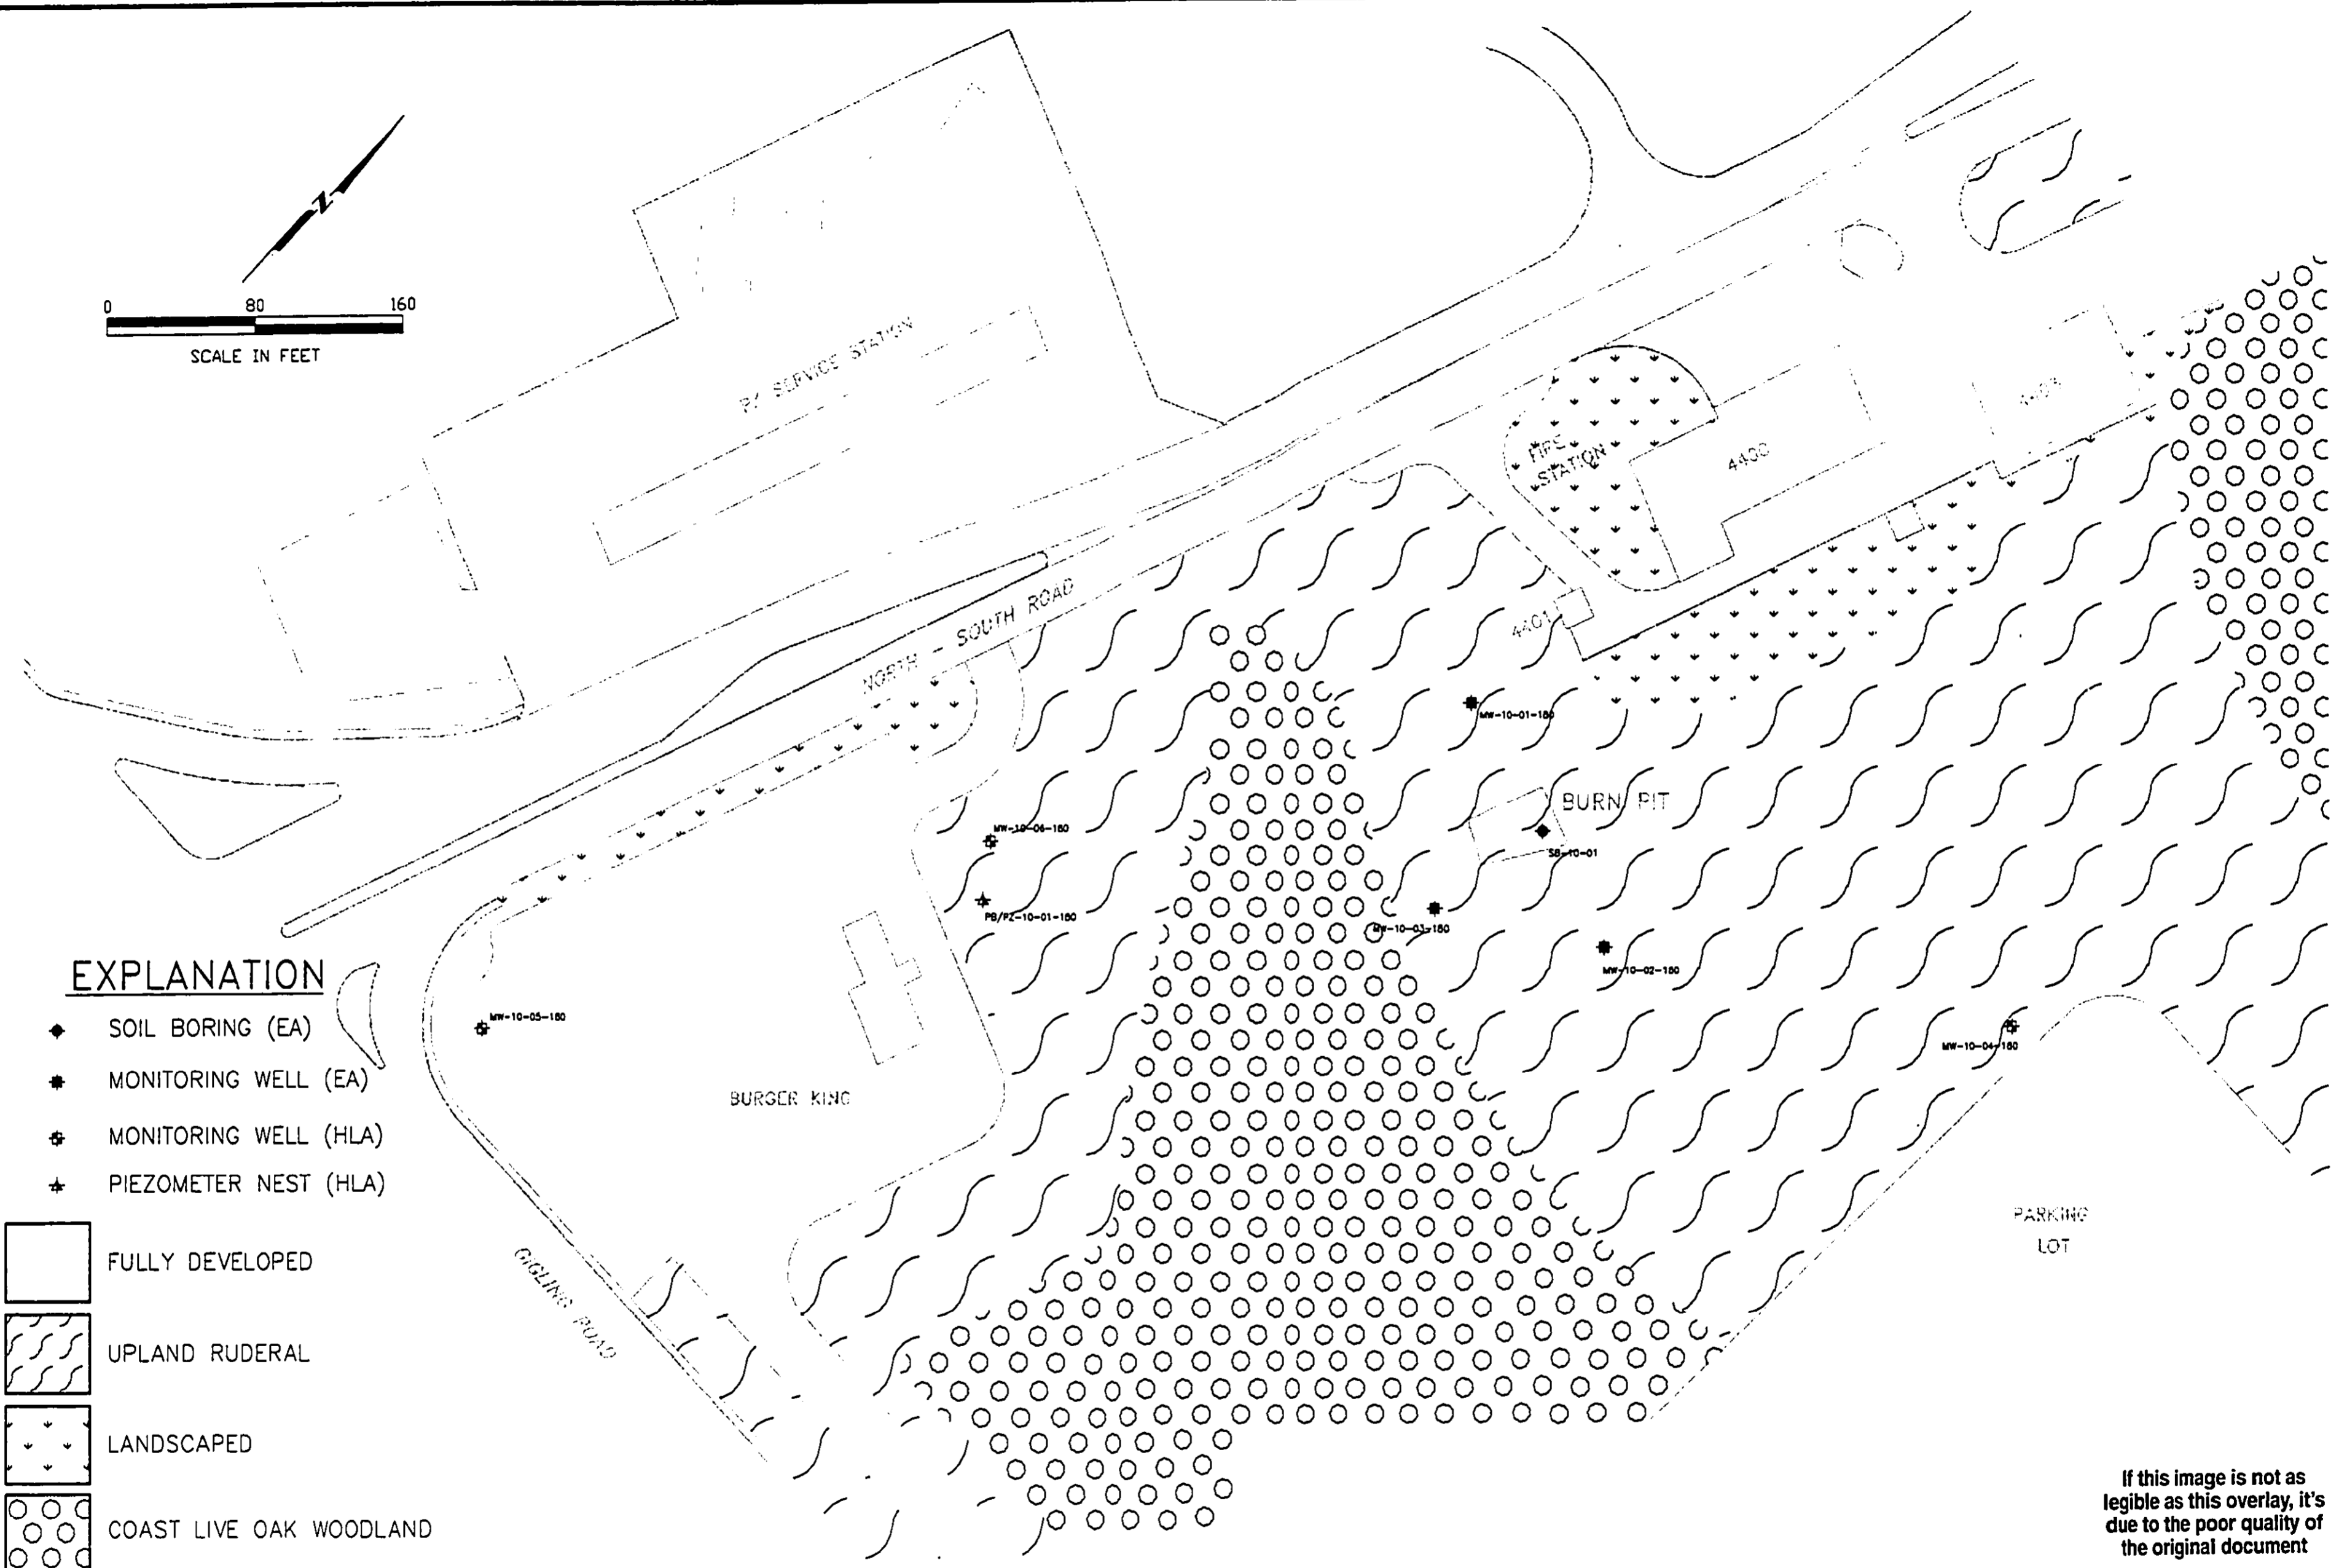 N
0 80 160
SCALE IN FEET
SERVICE STATION
NORTH - SOUTH ROAD
FIRE
STATION
4400
4401
MW-10-01-180
BURN PIT
SB-10-01
MW-10-06-180
PB/PZ-10-01-180
MW-10-03-180
MW-10-02-180
MW-10-05-180
MW-10-04-180
BURGER KING
GIGLING ROAD
PARKING
LOT
EXPLANATION
SOIL BORING (EA)
MONITORING WELL (EA)
MONITORING WELL (HLA)
PIEZOMETER NEST (HLA)
FULLY DEVELOPED
UPLAND RUDERAL
LANDSCAPED
COAST LIVE OAK WOODLAND
If this image is not as
legible as this overlay, it's
due to the poor quality of
the original document